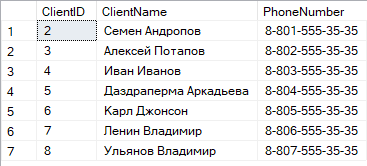 ClientID ClientName PhoneNumber
1 2 Семен Андропов 8-801-555-35-35
2 3 Алексей Потапов 8-802-555-35-35
3 4 Иван Иванов 8-803-555-35-35
4 5 Даздраперма Аркадьева 8-804-555-35-35
5 6 Карл Джонсон 8-805-555-35-35
6 7 Ленин Владимир 8-806-555-35-35
7 8 Ульянов Владимир 8-807-555-35-35